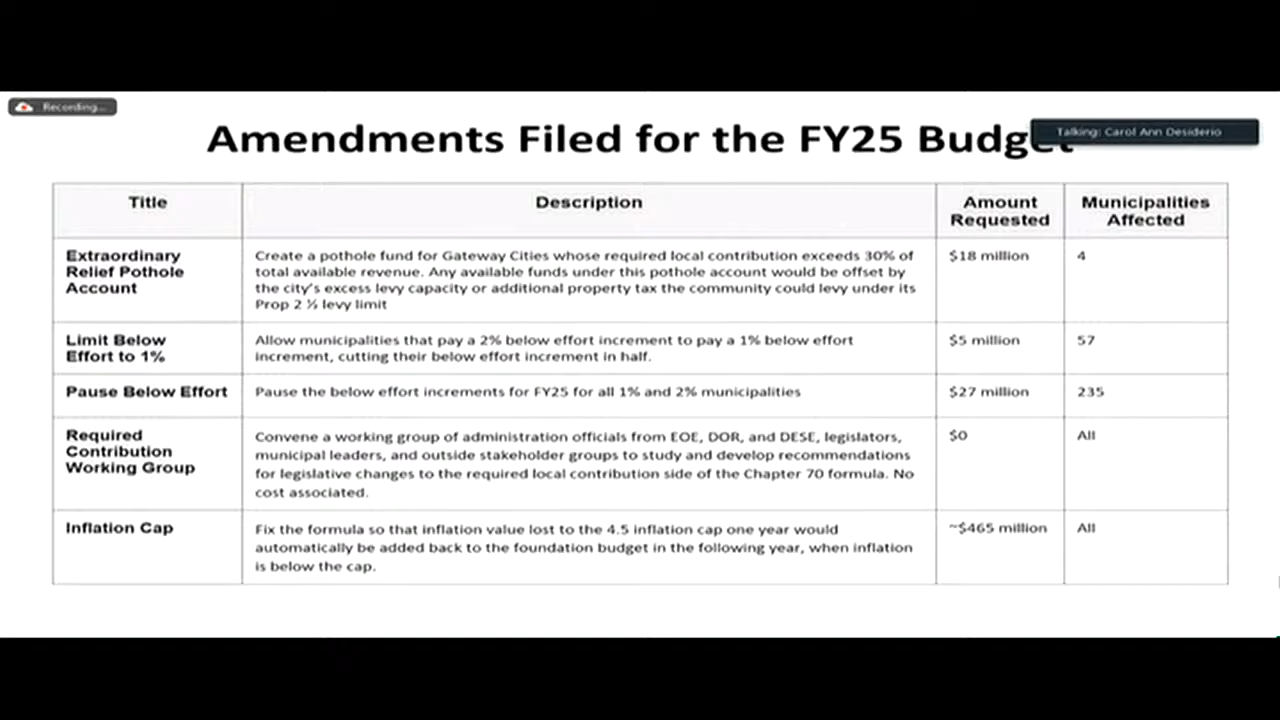 Recording...
Talking: Carol Ann Desiderio
Amendments Filed for the FY25 Budget
Title
Description
Amount
Requested
Municipalities
Affected
Extraordinary
Relief Pothole
Account
Create a pothole fund for Gateway Cities whose required local contribution exceeds 30% of
total available revenue. Any available funds under this pothole account would be offset by
the city's excess levy capacity or additional property tax the community could levy under its
Prop 2 ½ levy limit
$18 million
4
Limit Below
Effort to 1%
Allow municipalities that pay a 2% below effort increment to pay a 1% below effort
increment, cutting their below effort increment in half.
$5 million
57
Pause Below Effort
Pause the below effort increments for FY25 for all 1% and 2% municipalities
$27 million
235
Required
Contribution
Working Group
Convene a working group of administration officials from EOE, DOR, and DESE, legislators,
municipal leaders, and outside stakeholder groups to study and develop recommendations
for legislative changes to the required local contribution side of the Chapter 70 formula. No
cost associated.
$0
All
Inflation Cap
Fix the formula so that inflation value lost to the 4.5 inflation cap one year would
automatically be added back to the foundation budget in the following year, when inflation
is below the cap.
~$465 million
All